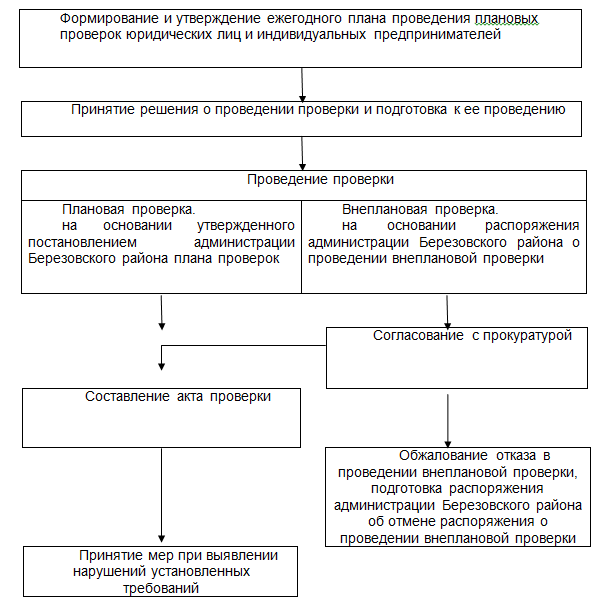 Формирование и утверждение ежегодного плана проведения плановых
проверок юридических лиц и индивидуальных предпринимателей
Принятие решения о проведении проверки и подготовка к ее проведению
Проведение проверки
Плановая проверка.
на основании утвержденного
постановлением администрации
Березовского района плана проверок
Внеплановая проверка.
на основании распоряжения
администрации Березовского района о
проведении внеплановой проверки
Согласование с прокуратурой
Составление акта проверки
Обжалование отказа в
проведении внеплановой проверки,
подготовка распоряжения
администрации Березовского района
об отмене распоряжения о
проведении внеплановой проверки
Принятие мер при выявлении
нарушений установленных
требований